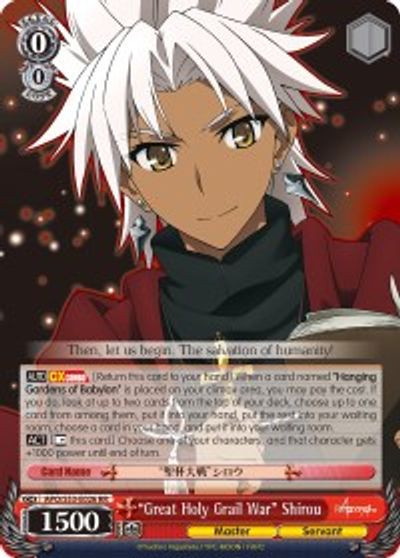 0
0
Then, let us begin. The salvation of humanity!
AUTO CX COMBO [Return this card to your hand] When a card named "Hanging
Gardens of Babylon" is placed on your climax area, you may pay the cost. If
you do, look at up to two cards from the top of your deck, choose up to one
card from among them, put it into your hand, put the rest into your waiting
room, choose a card in your hand, and put it into your waiting room.
ACT this card] Choose one of your characters, and that character gets
+1000 power until end of turn.
Card Name
"聖杯大戦" シロウ
1500
"Great Holy Grail War" Shirou
Master
Servant